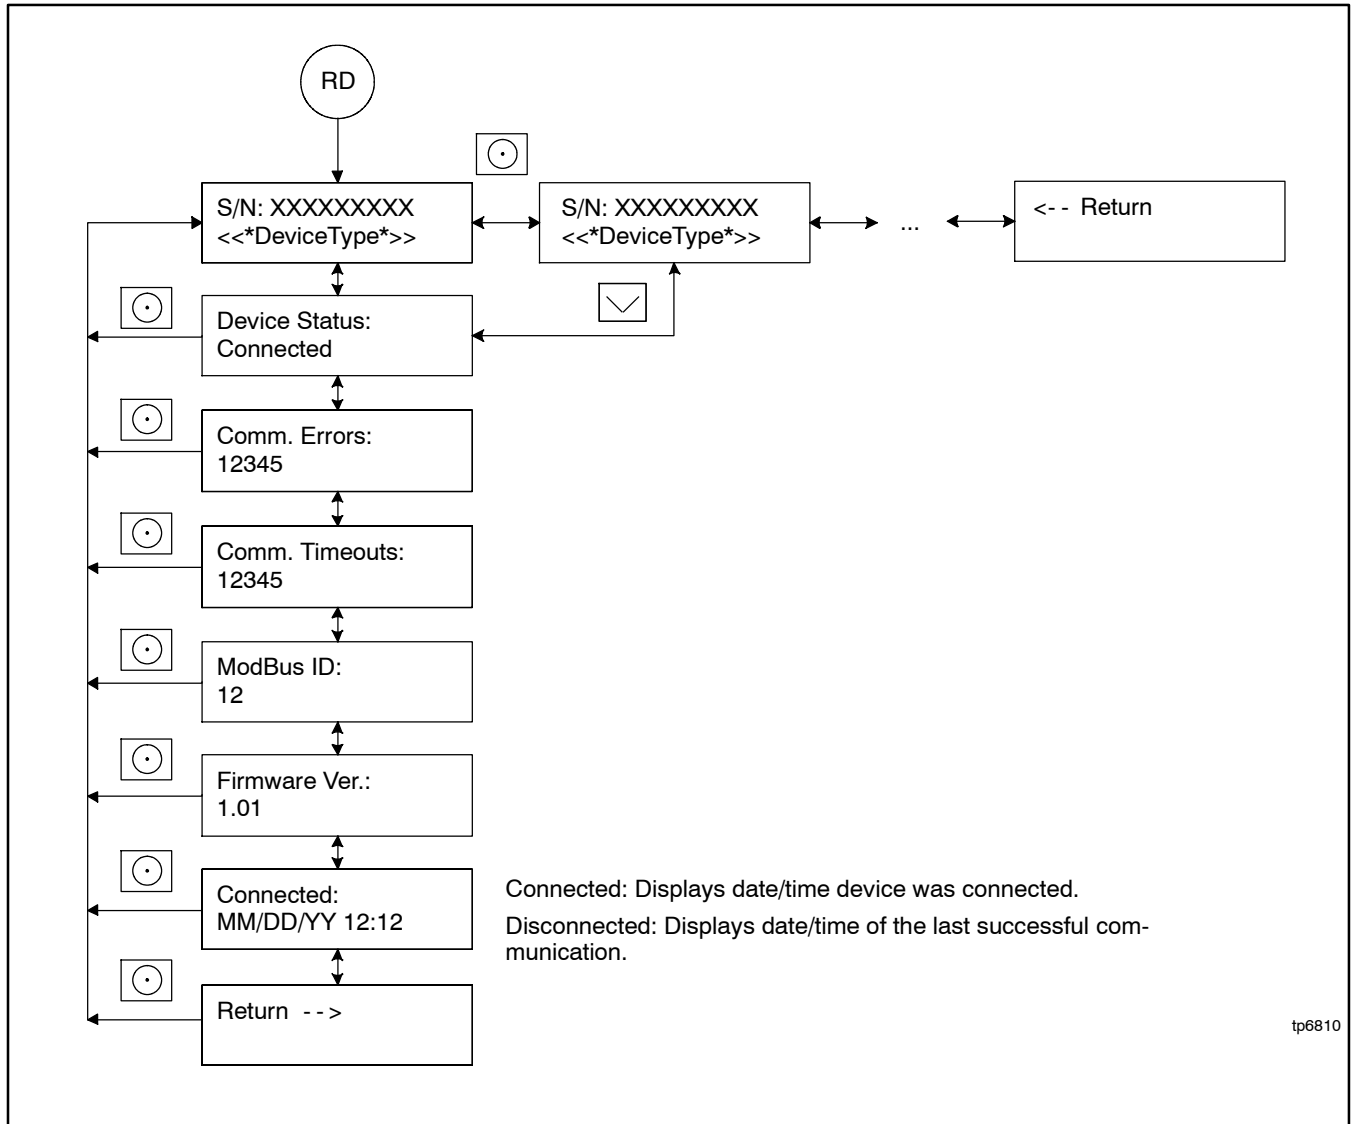 RD
S/N: XXXXXXXXX
<<*DeviceType*>>
S/N: XXXXXXXXX
<<*DeviceType*>>
...
<-- Return
Device Status:
Connected
Comm. Errors:
12345
Comm. Timeouts:
12345
ModBus ID:
12
Firmware Ver.:
1.01
Connected:
MM/DD/YY 12:12
Connected: Displays date/time device was connected.
Disconnected: Displays date/time of the last successful com-
munication.
Return -->
tp6810